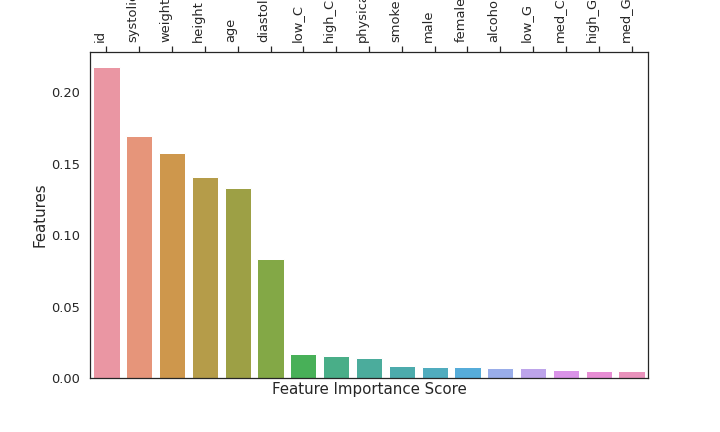 id
systolic
weight
height
age
diastol
low_C
high_C
physica
smoke
male
female
alcoho
low_G
med_C
high_G
med_G
0.20
0.15
0.10
0.05
0.00
Features
Feature Importance Score